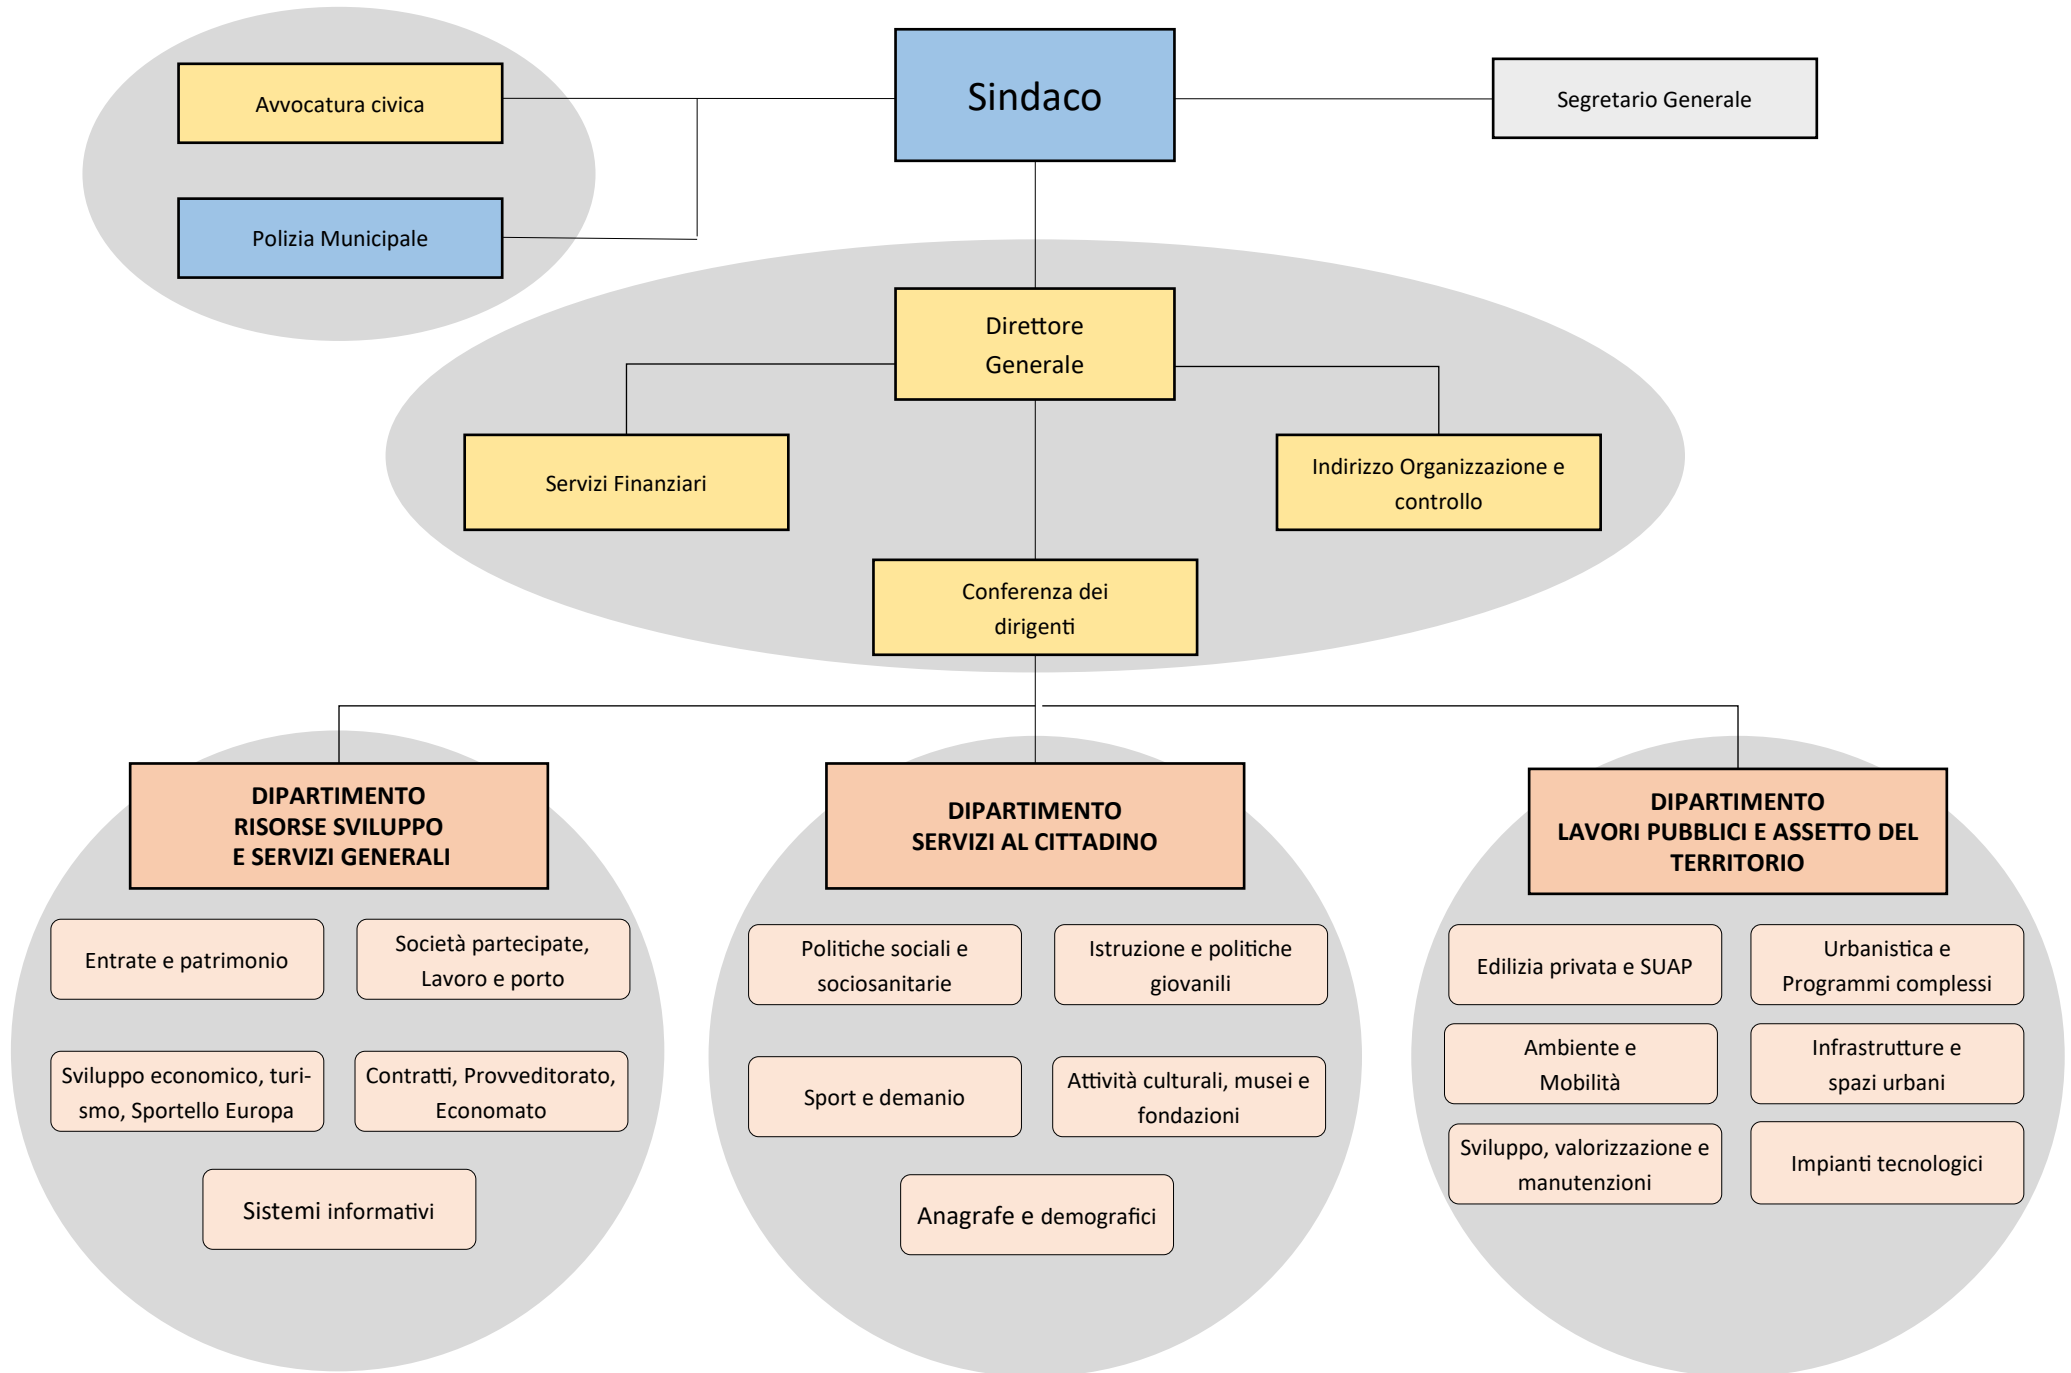 Avvocatura civica
Sindaco
Segretario Generale
Polizia Municipale
Direttore
Generale
Servizi Finanziari
Indirizzo Organizzazione e
controllo
Conferenza dei
dirigenti
DIPARTIMENTO
RISORSE SVILUPPO
E SERVIZI GENERALI
Entrate e patrimonio
Società partecipate,
Lavoro e porto
Sviluppo economico, turi-
smo, Sportello Europa
Contratti, Provveditorato,
Economato
Sistemi informativi
DIPARTIMENTO
SERVIZI AL CITTADINO
Politiche sociali e
sociosanitarie
Istruzione e politiche
giovanili
Sport e demanio
Attività culturali, musei e
fondazioni
Anagrafe e demografici
DIPARTIMENTO
LAVORI PUBBLICI E ASSETTO DEL
TERRITORIO
Edilizia privata e SUAP
Urbanistica e
Programmi complessi
Ambiente e
Mobilità
Infrastrutture e
spazi urbani
Sviluppo, valorizzazione e
manutenzioni
Impianti tecnologici